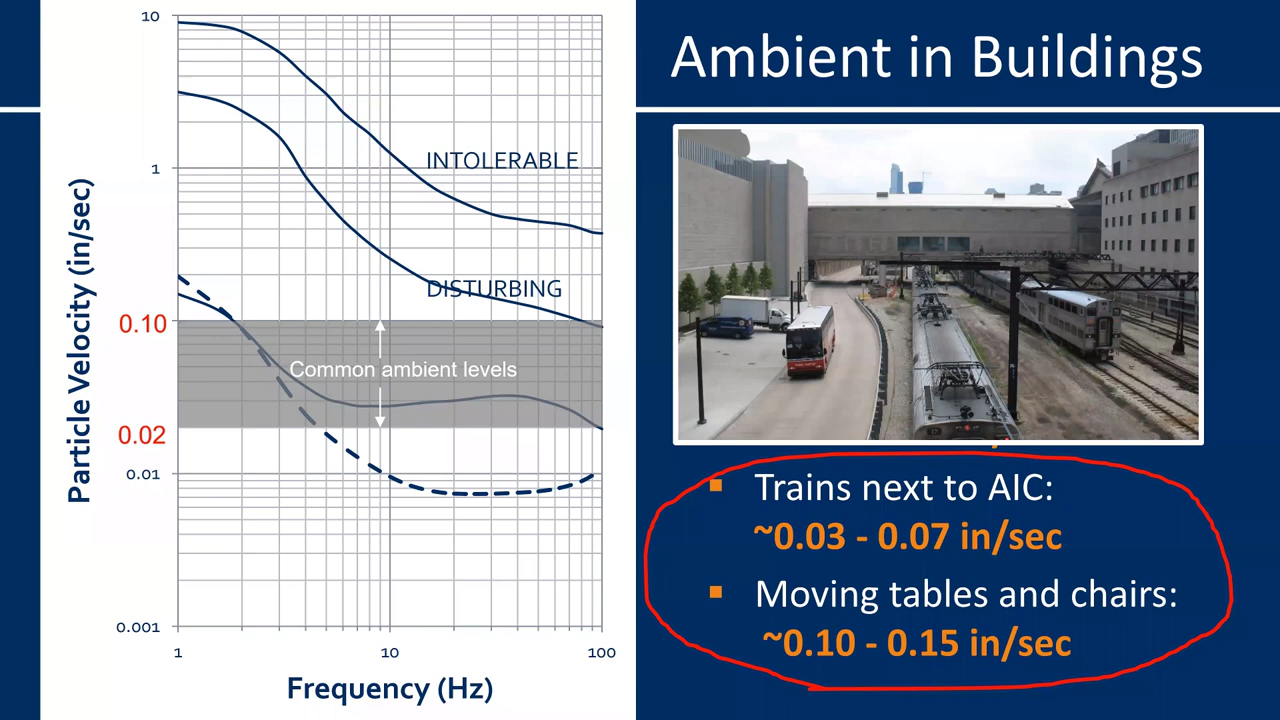 Ambient in Buildings
10
1
0.10
0.02
0.01
0.001
1
10
100
Particle Velocity (in/sec)
Frequency (Hz)
INTOLERABLE
DISTURBING
Common ambient levels
▪ Trains next to AIC:
~0.03 - 0.07 in/sec
▪ Moving tables and chairs:
~0.10 - 0.15 in/sec